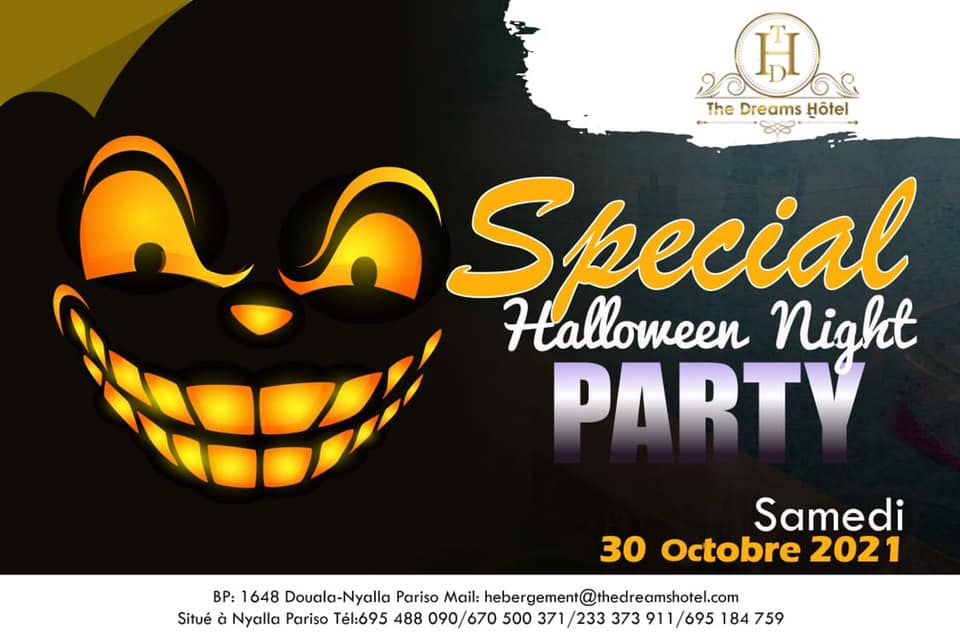 THD
The Dreams Hôtel
Special
Halloween Night
PARTY
Samedi
30 Octobre 2021
BP: 1648 Douala-Nyalla Pariso Mail: hebergement@thedreamshotel.com
Situé à Nyalla Pariso Tél:695 488 090/670 500 371/233 373 911/695 184 759